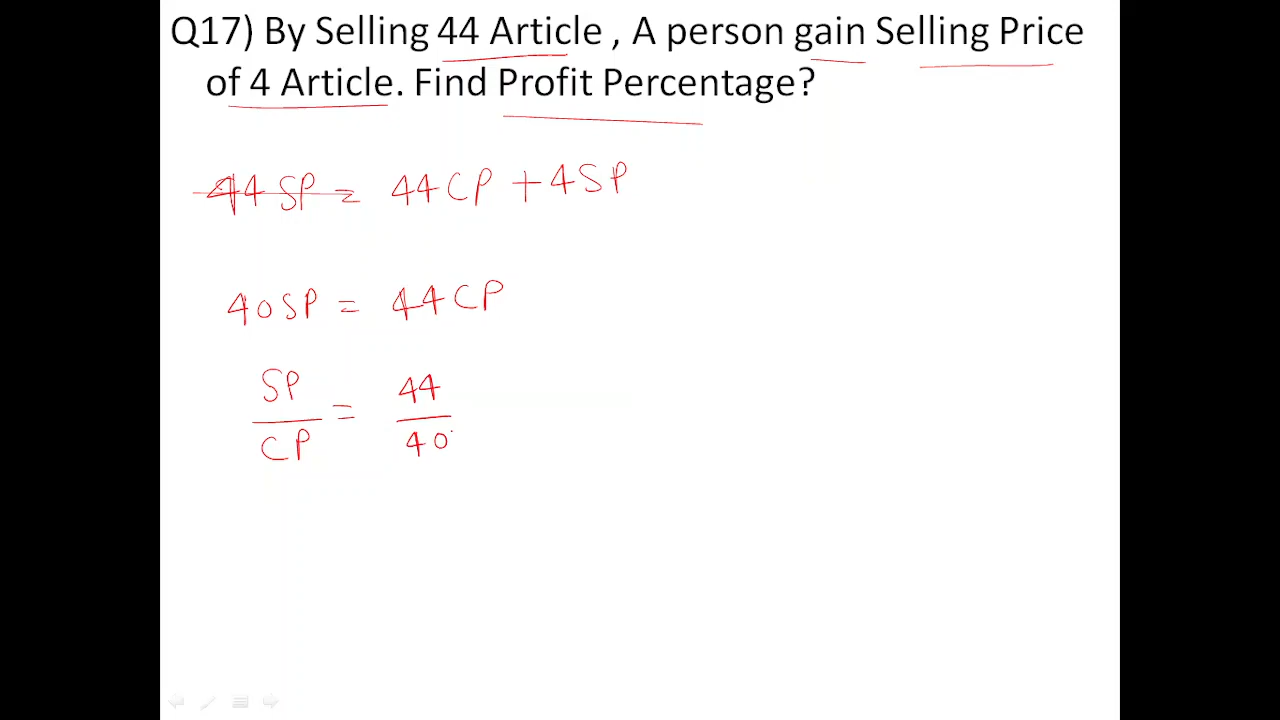 Q17) By Selling 44 Article , A person gain Selling Price
of 4 Article. Find Profit Percentage?
44 SP = 44 CP + 4 SP
40 SP = 44 CP
SP
CP
=
44
40